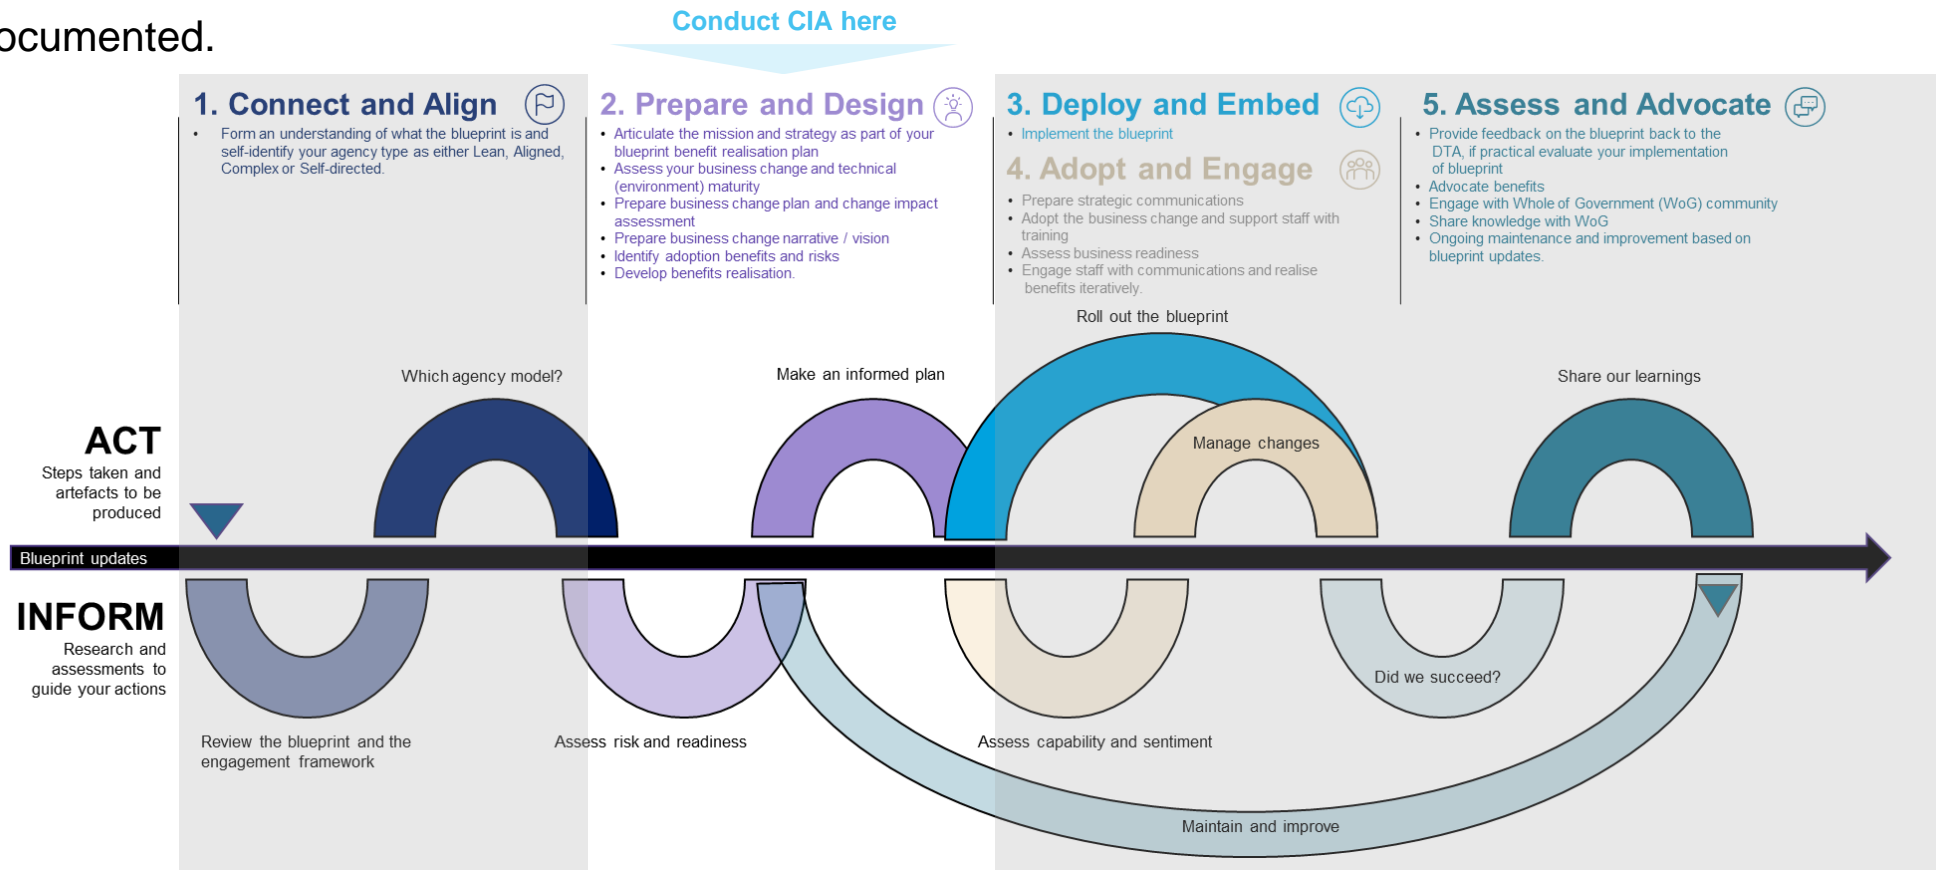 ocumented.
Conduct CIA here
1. Connect and Align
• Form an understanding of what the blueprint is and
self-identify your agency type as either Lean, Aligned,
Complex or Self-directed.
2. Prepare and Design
• Articulate the mission and strategy as part of your
blueprint benefit realisation plan
• Assess your business change and technical
(environment) maturity
• Prepare business change plan and change impact
assessment
• Prepare business change narrative / vision
• Identify adoption benefits and risks
• Develop benefits realisation.
3. Deploy and Embed
• Implement the blueprint
4. Adopt and Engage
• Prepare strategic communications
• Adopt the business change and support staff with
training
• Assess business readiness
• Engage staff with communications and realise
benefits iteratively.
5. Assess and Advocate
• Provide feedback on the blueprint back to the
DTA, if practical evaluate your implementation
of blueprint
• Advocate benefits
• Engage with Whole of Government (WoG) community
• Share knowledge with WoG
• Ongoing maintenance and improvement based on
blueprint updates.
Roll out the blueprint
Which agency model?
Make an informed plan
Share our learnings
Manage changes
ACT
Steps taken and
artefacts to be
produced
Blueprint updates
INFORM
Research and
assessments to
guide your actions
Did we succeed?
Review the blueprint and the
engagement framework
Assess risk and readiness
Assess capability and sentiment
Maintain and improve